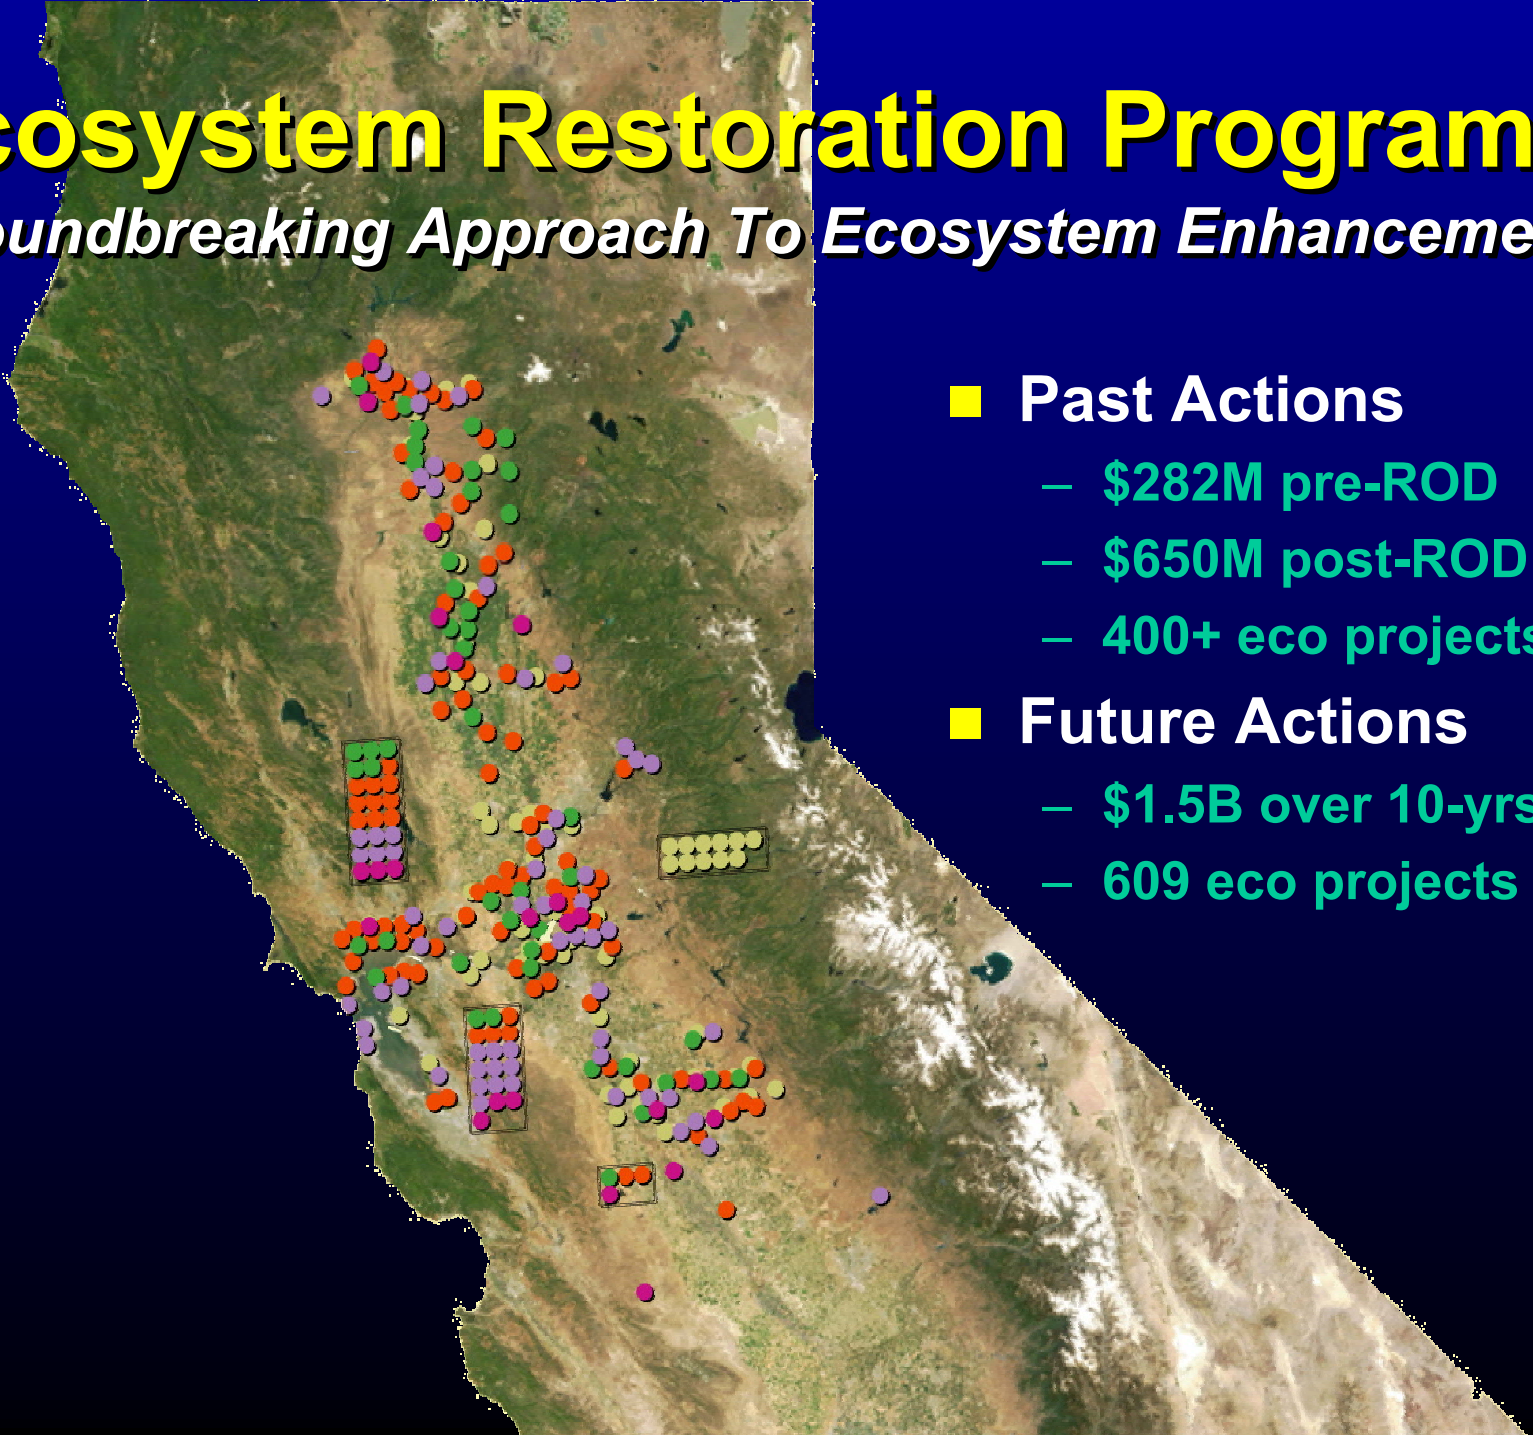 cosystem Restoration Program
oundbreaking Approach To Ecosystem Enhanceme
Past Actions
– $282M pre-ROD
– $650M post-ROD
– 400+ eco projects
Future Actions
– $1.5B over 10-yrs
– 609 eco projects